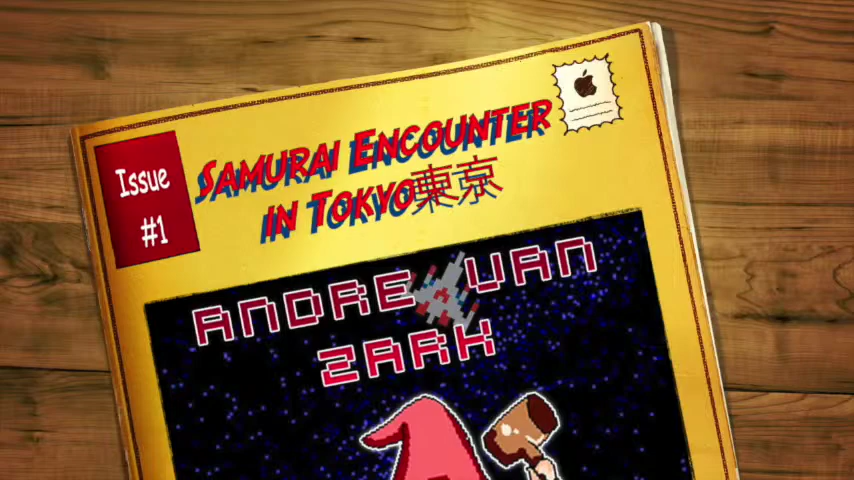 Issue
#1
SAMURAI ENCOUNTER
IN TOKYO東京
ANDRE VAN
ZARK